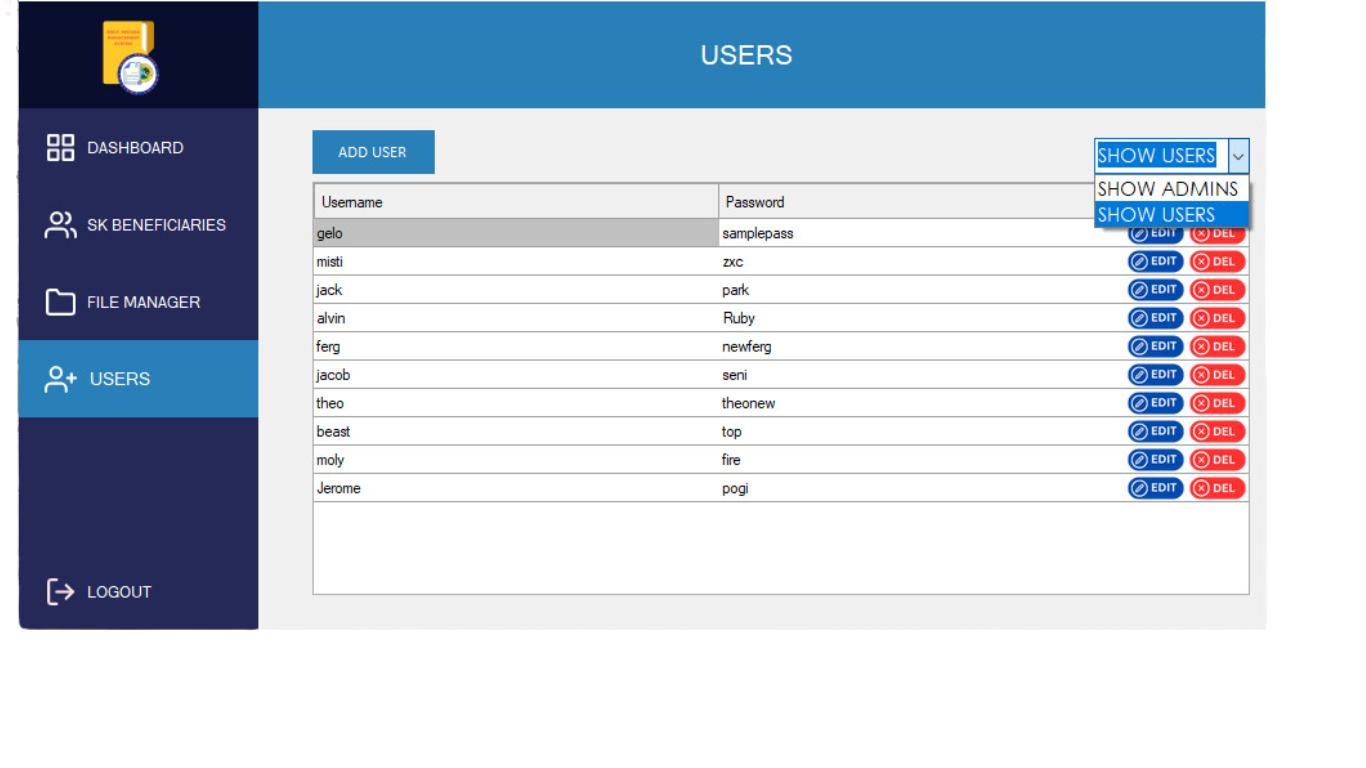 USERS
DASHBOARD
SK BENEFICIARIES
FILE MANAGER
USERS
LOGOUT
ADD USER
SHOW USERS
SHOW ADMINS
SHOW USERS
Username Password
gelo samplepass EDIT DEL
misti zxc EDIT DEL
jack park EDIT DEL
alvin Ruby EDIT DEL
ferg newferg EDIT DEL
jacob seni EDIT DEL
theo theonew EDIT DEL
beast top EDIT DEL
moly fire EDIT DEL
Jerome pogi EDIT DEL